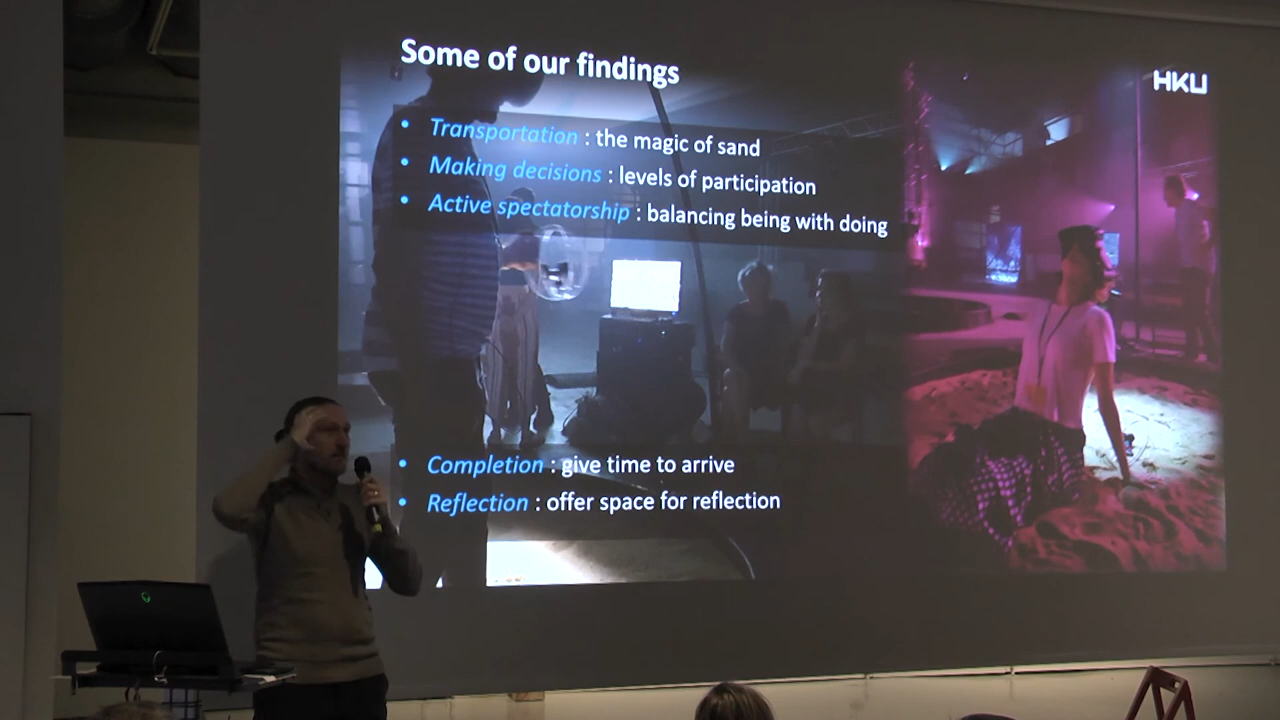 Some of our findings
HKU
• Transportation : the magic of sand
• Making decisions : levels of participation
• Active spectatorship : balancing being with doing
• Completion : give time to arrive
• Reflection : offer space for reflection